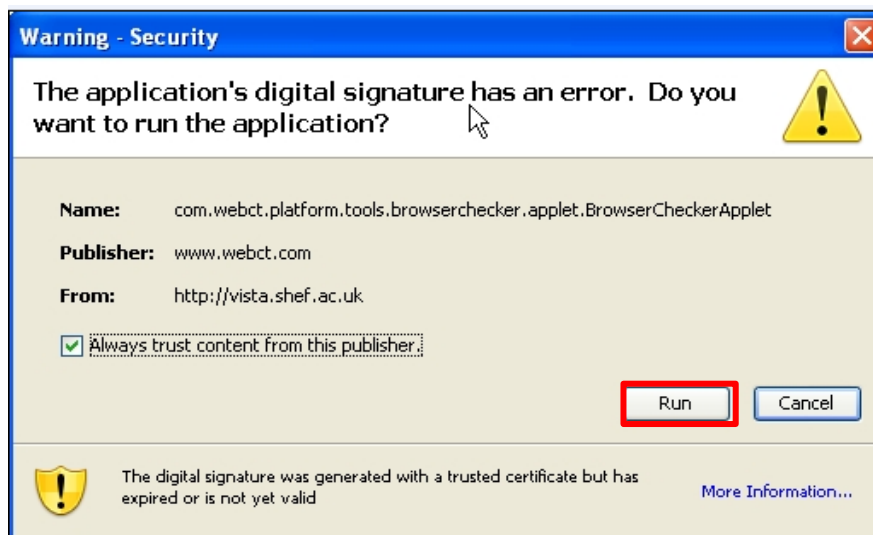 Warning - Security
The application's digital signature has an error. Do you
want to run the application?
Name: com.webct.platform.tools.browserchecker.applet.BrowserCheckerApplet
Publisher: www.webct.com
From: http://vista.shef.ac.uk
Always trust content from this publisher.
Run Cancel
The digital signature was generated with a trusted certificate but has
expired or is not yet valid
More Information...